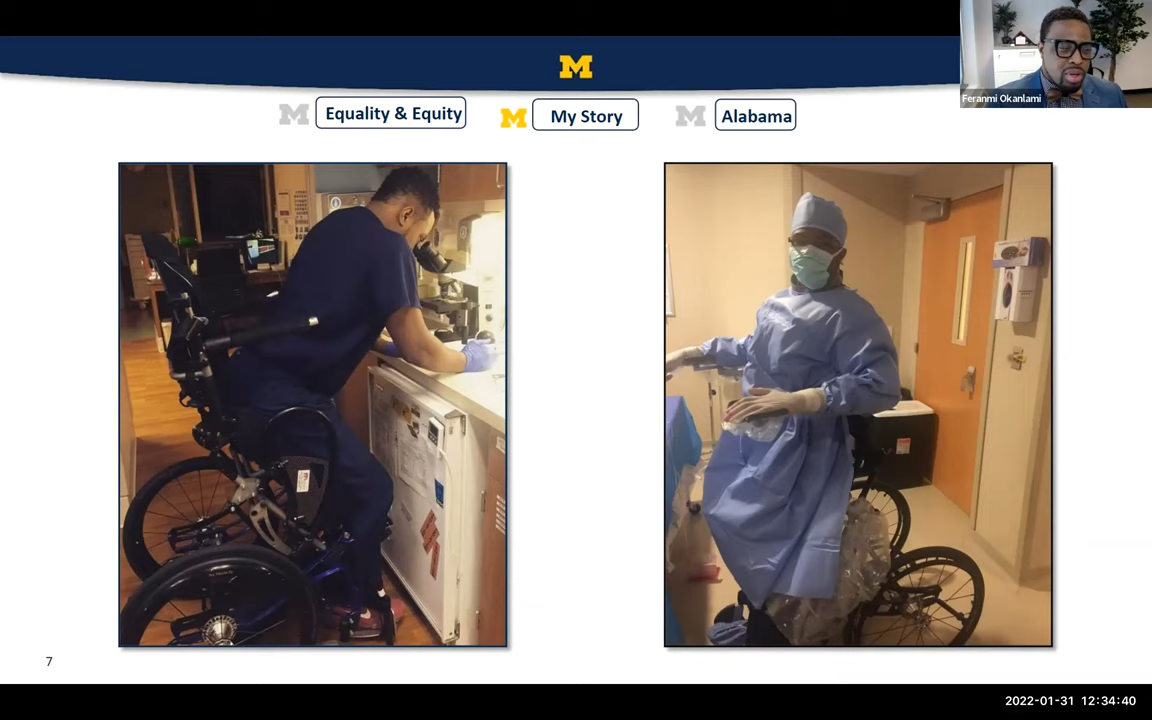 M
Feranmi Okanlami
M Equality & Equity M My Story M Alabama
7
2022-01-31 12:34:40